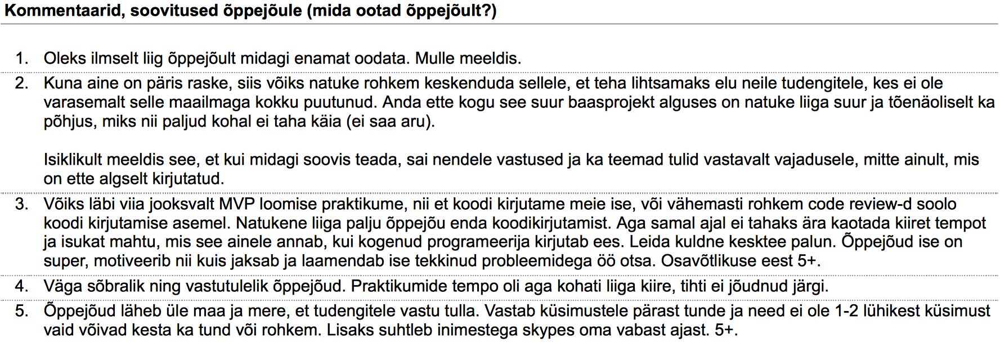 Kommentaarid, soovitused õppejõule (mida ootad õppejõult?)
1. Oleks ilmselt liig õppejõult midagi enamat oodata. Mulle meeldis.
2. Kuna aine on päris raske, siis võiks natuke rohkem keskenduda sellele, et teha lihtsamaks elu neile tudengitele, kes ei ole
varasemalt selle maailmaga kokku puutunud. Anda ette kogu see suur baasprojekt alguses on natuke liiga suur ja tõenäoliselt ka
põhjus, miks nii paljud kohal ei taha käia (ei saa aru).
Isiklikult meeldis see, et kui midagi soovis teada, sai nendele vastused ja ka teemad tulid vastavalt vajadusele, mitte ainult, mis
on ette algselt kirjutatud.
3. Võiks läbi viia jooksvalt MVP loomise praktikume, nii et koodi kirjutame meie ise, või vähemasti rohkem code review-d soolo
koodi kirjutamise asemel. Natukene liiga palju õppejõu enda koodikirjutamist. Aga samal ajal ei tahaks ära kaotada kiiret tempot
ja isukat mahtu, mis see ainele annab, kui kogenud programeerija kirjutab ees. Leida kuldne kesktee palun. Õppejõud ise on
super, motiveerib nii kuis jaksab ja laamendab ise tekkinud probleemidega öö otsa. Osavõtlikuse eest 5+.
4. Väga sõbralik ning vastutulelik õppejõud. Praktikumide tempo oli aga kohati liiga kiire, tihti ei jõudnud järgi.
5. Õppejõud läheb üle maa ja mere, et tudengitele vastu tulla. Vastab küsimustele pärast tunde ja need ei ole 1-2 lühikest küsimust
vaid võivad kesta ka tund või rohkem. Lisaks suhtleb inimestega skypes oma vabast ajast. 5+.